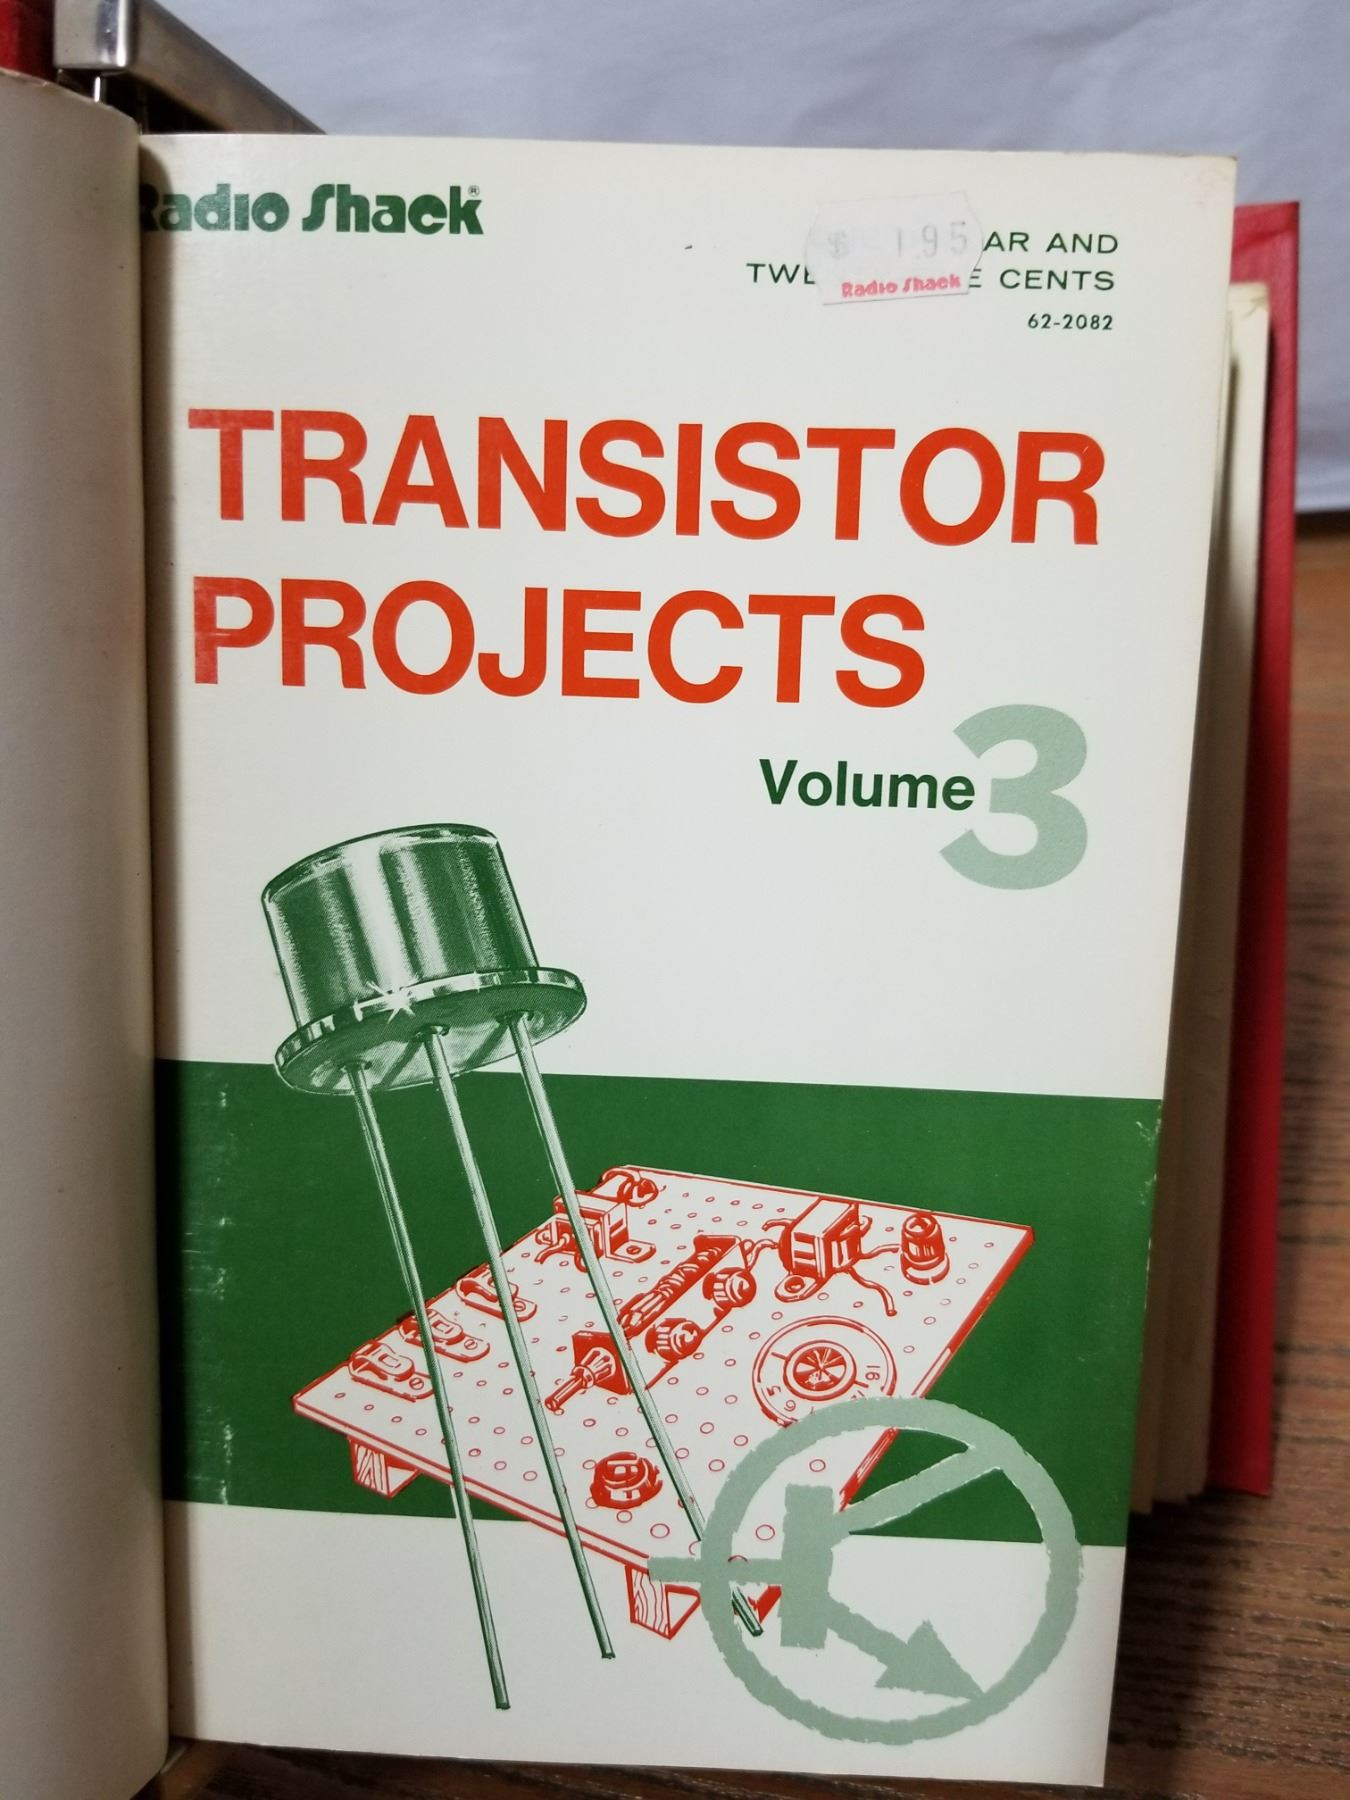 Radio Shack®
$ 1.95
Radio Shack
AR AND
TWE E CENTS
62-2082
TRANSISTOR
PROJECTS
Volume 3